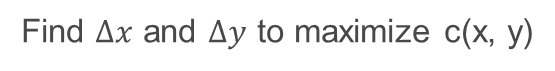 Find Δ𝑥 and Δ𝑦 to maximize c(x, y)